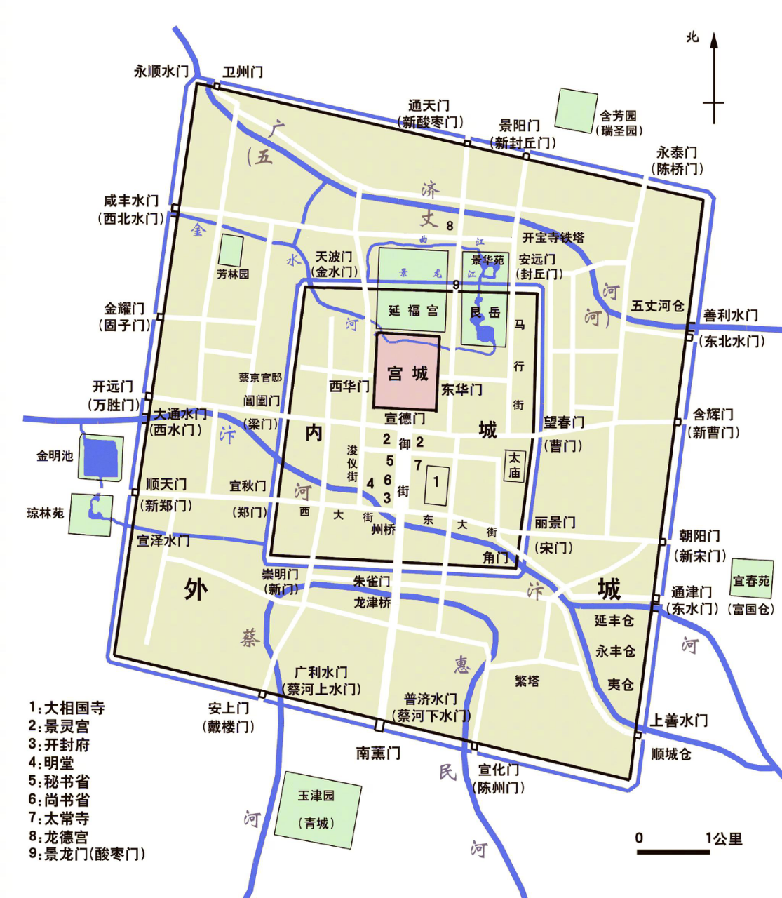 北
永顺水门
卫州门
通天门
(新酸枣门)
景阳门
(新封丘门)
含芳园
(瑞圣园)
永泰门
(陈桥门)
广
(五
济
丈
河
河)
8
咸丰水门
(西北水门)
金
水
河
芳林园
天波门
(金水门)
曲
江
景
龙
江
景华苑
开宝寺铁塔
安远门
(封丘门)
9
延福宫
艮岳
五丈河仓
善利水门
(东北水门)
金耀门
(固子门)
马
行
街
宫城
西华门
东华门
宣德门
蔡京官邸
阊阖门
(梁门)
开远门
(万胜门)
大通水门
(西水门)
汴
河
内
城
望春门
(曹门)
含辉门
(新曹门)
金明池
琼林苑
顺天门
(新郑门)
宜秋门
(郑门)
浚
仪
街
2
御
2
5
7
6
4
3
街
1
太
庙
西
大
街
州桥
东
大
街
丽景门
(宋门)
角门
宣泽水门
朝阳门
(新宋门)
宜春苑
(富国仓)
通津门
(东水门)
外
城
崇明门
(新门)
朱雀门
龙津桥
汴
河
延丰仓
永丰仓
夷仓
蔡
河
惠
民
河
繁塔
广利水门
(蔡河上水门)
普济水门
(蔡河下水门)
安上门
(戴楼门)
南薰门
宣化门
(陈州门)
上善水门
顺城仓
玉津园
(青城)
1:大相国寺
2:景灵宫
3:开封府
4:明堂
5:秘书省
6:尚书省
7:太常寺
8:龙德宫
9:景龙门(酸枣门)
0 1公里